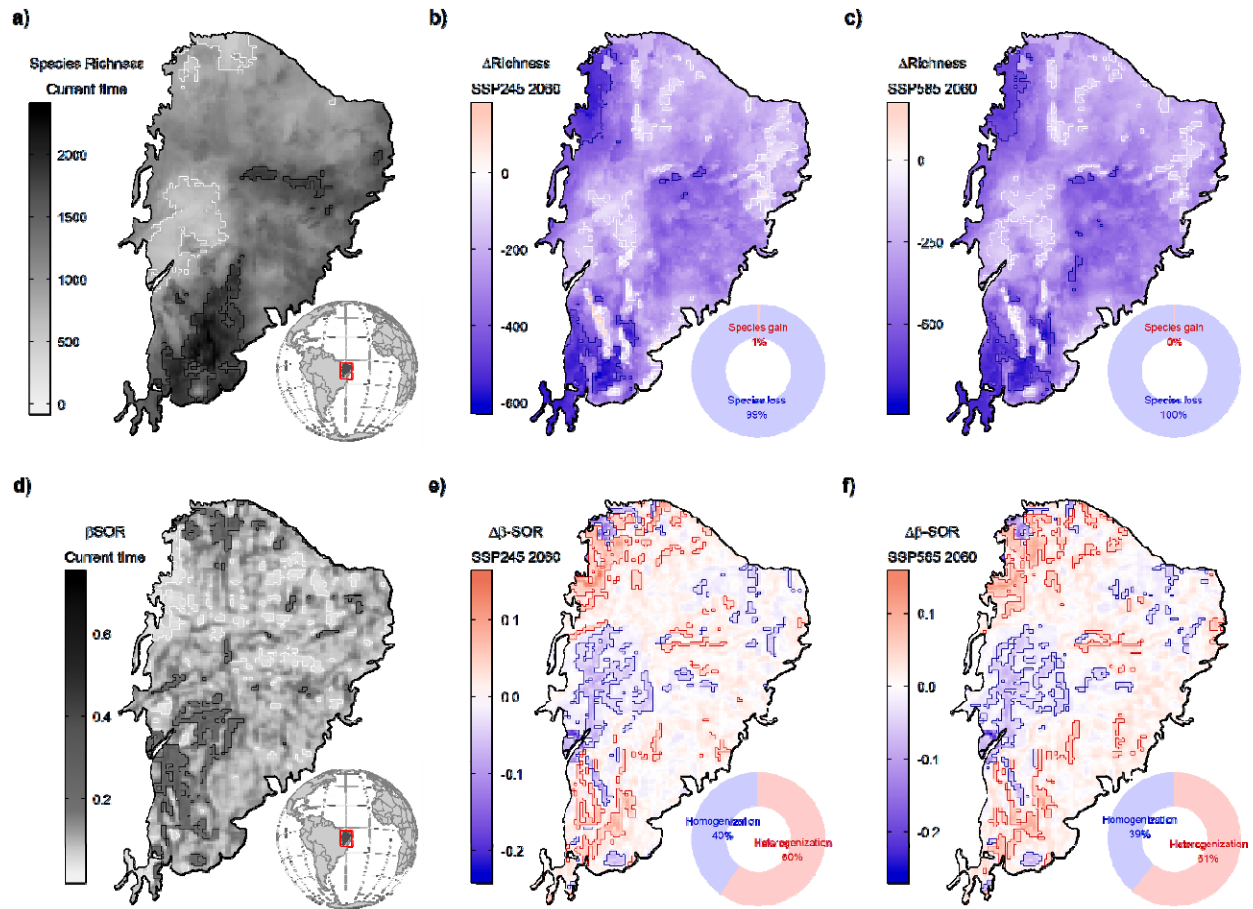 a)
Species Richness
Current time
2000
1500
1000
500
0
b)
ΔRichness
SSP245 2060
0
-200
-400
-600
Species gain
1%
Species loss
99%
c)
ΔRichness
SSP585 2060
0
-250
-500
Species gain
0%
Species loss
100%
d)
βSOR
Current time
0.6
0.4
0.2
e)
Δβ-SOR
SSP245 2060
0.1
0.0
-0.1
-0.2
Homogenization
40%
Heterogenization
60%
f)
Δβ-SOR
SSP585 2060
0.1
0.0
-0.1
-0.2
Homogenization
39%
Heterogenization
61%